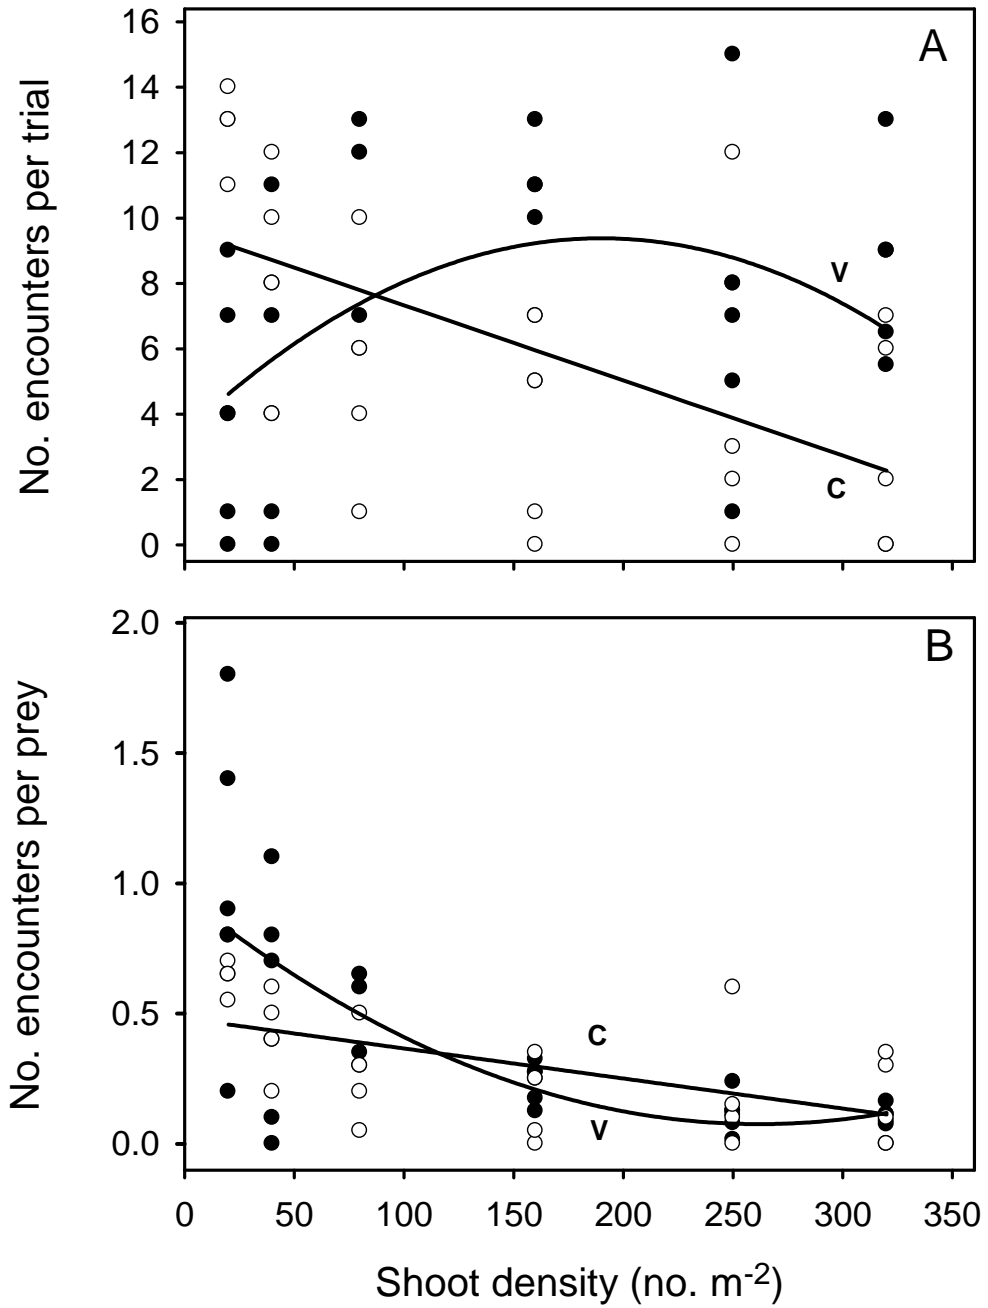 A
No. encounters per trial
16
14
12
10
8
6
4
2
0
V
C
B
No. encounters per prey
2.0
1.5
1.0
0.5
0.0
C
V
0 50 100 150 200 250 300 350
Shoot density (no. m⁻²)